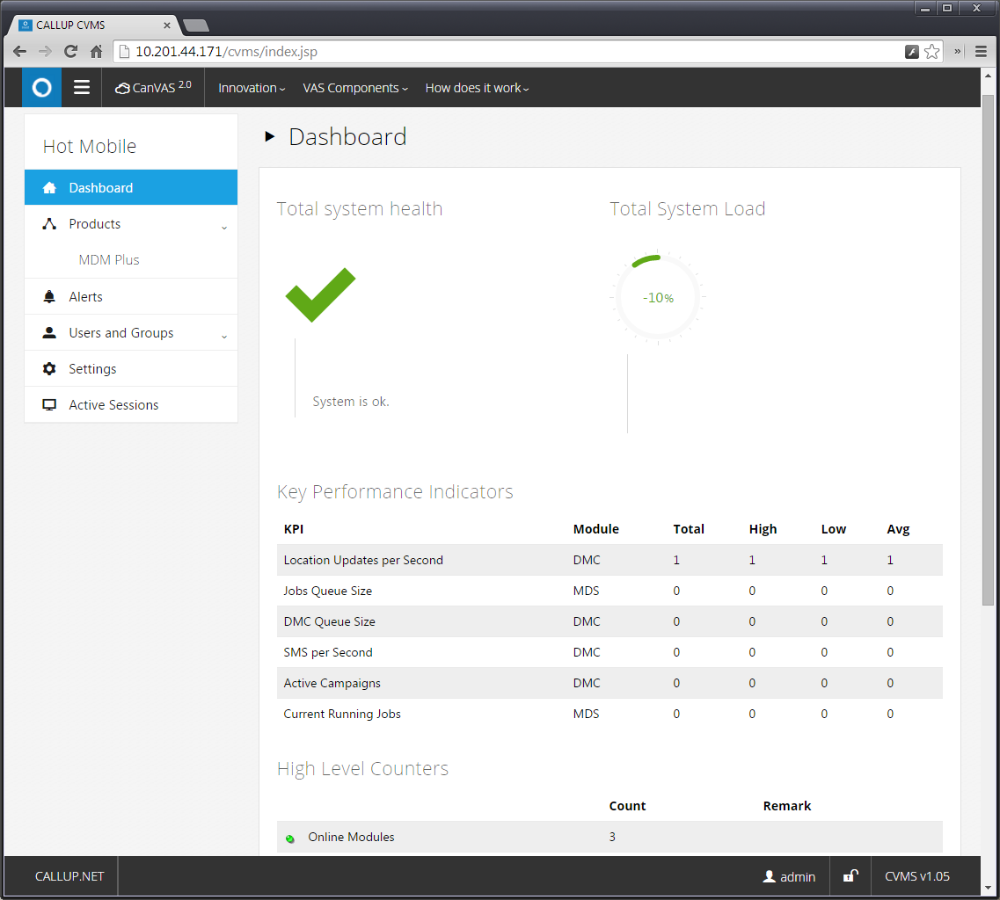 CALLUP CVMS
10.201.44.171/cvms/index.jsp
CanVAS 2.0 Innovation VAS Components How does it work
Hot Mobile
Dashboard
Products
MDM Plus
Alerts
Users and Groups
Settings
Active Sessions
Dashboard
Total system health
Total System Load
-10%
System is ok.
Key Performance Indicators
KPI Module Total High Low Avg
Location Updates per Second DMC 1 1 1 1
Jobs Queue Size MDS 0 0 0 0
DMC Queue Size DMC 0 0 0 0
SMS per Second DMC 0 0 0 0
Active Campaigns DMC 0 0 0 0
Current Running Jobs MDS 0 0 0 0
High Level Counters
Count Remark
Online Modules 3
CALLUP.NET admin CVMS v1.05